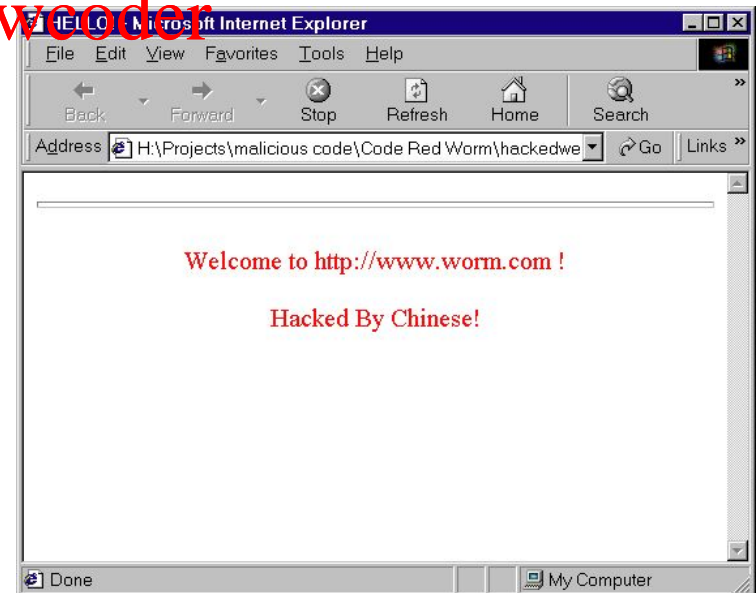 wcoder
HELLO! - Microsoft Internet Explorer
File Edit View Favorites Tools Help
Back Forward Stop Refresh Home Search »
Address H:\Projects\malicious code\Code Red Worm\hackedwe Go Links »
Welcome to http://www.worm.com !
Hacked By Chinese!
Done My Computer